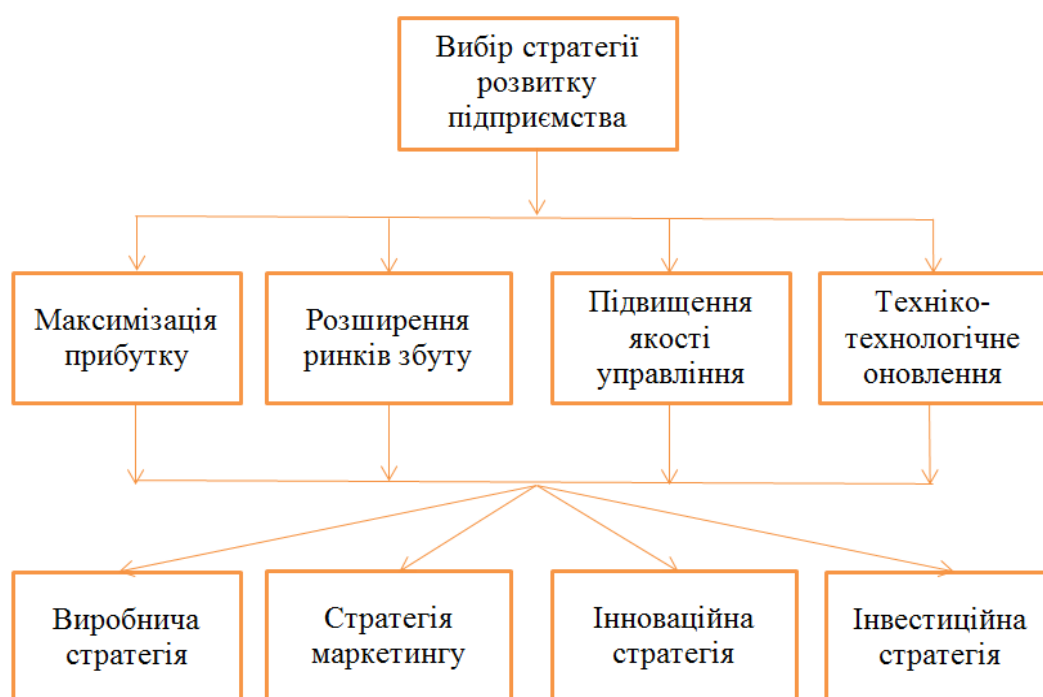 Вибір стратегії
розвитку
підприємства
Максимізація
прибутку
Розширення
ринків збуту
Підвищення
якості
управління
Техніко-
технологічне
оновлення
Виробнича
стратегія
Стратегія
маркетингу
Інноваційна
стратегія
Інвестиційна
стратегія